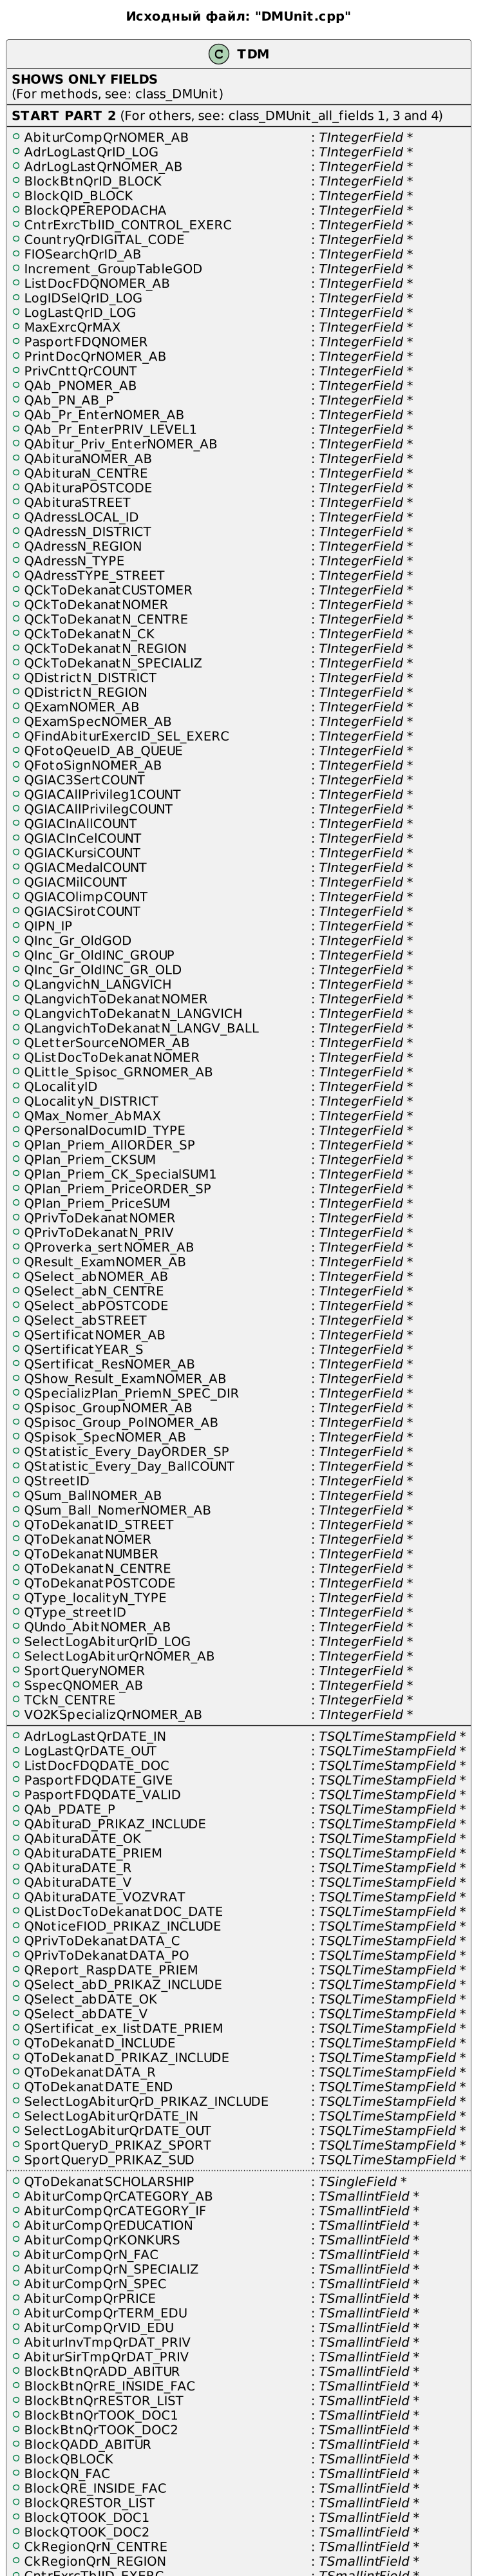 Исходный файл: "DMUnit.cpp"
C TDM
SHOWS ONLY FIELDS
(For methods, see: class_DMUnit)
START PART 2 (For others, see: class_DMUnit_all_fields 1, 3 and 4)
AbiturCompQrNOMER_AB : TIntegerField *
AdrLogLastQrID_LOG : TIntegerField *
AdrLogLastQrNOMER_AB : TIntegerField *
BlockBtnQrID_BLOCK : TIntegerField *
BlockQID_BLOCK : TIntegerField *
BlockQPEREPODACHA : TIntegerField *
CntrExrcTblID_CONTROL_EXERC : TIntegerField *
CountryQrDIGITAL_CODE : TIntegerField *
FIOSearchQrID_AB : TIntegerField *
Increment_GroupTableGOD : TIntegerField *
ListDocFDQNOMER_AB : TIntegerField *
LogIDSelQrID_LOG : TIntegerField *
LogLastQrID_LOG : TIntegerField *
MaxExrcQrMAX : TIntegerField *
PasportFDQNOMER : TIntegerField *
PrintDocQrNOMER_AB : TIntegerField *
PrivCnttQrCOUNT : TIntegerField *
QAb_PNOMER_AB : TIntegerField *
QAb_PN_AB_P : TIntegerField *
QAb_Pr_EnterNOMER_AB : TIntegerField *
QAb_Pr_EnterPRIV_LEVEL1 : TIntegerField *
QAbitur_Priv_EnterNOMER_AB : TIntegerField *
QAbituraNOMER_AB : TIntegerField *
QAbituraN_CENTRE : TIntegerField *
QAbituraPOSTCODE : TIntegerField *
QAbituraSTREET : TIntegerField *
QAdressLOCAL_ID : TIntegerField *
QAdressN_DISTRICT : TIntegerField *
QAdressN_REGION : TIntegerField *
QAdressN_TYPE : TIntegerField *
QAdressTYPE_STREET : TIntegerField *
QCkToDekanatCUSTOMER : TIntegerField *
QCkToDekanatNOMER : TIntegerField *
QCkToDekanatN_CENTRE : TIntegerField *
QCkToDekanatN_CK : TIntegerField *
QCkToDekanatN_REGION : TIntegerField *
QCkToDekanatN_SPECIALIZ : TIntegerField *
QDistrictN_DISTRICT : TIntegerField *
QDistrictN_REGION : TIntegerField *
QExamNOMER_AB : TIntegerField *
QExamSpecNOMER_AB : TIntegerField *
QFindAbiturExercID_SEL_EXERC : TIntegerField *
QFotoQeueID_AB_QUEUE : TIntegerField *
QFotoSignNOMER_AB : TIntegerField *
QGIAC3SertCOUNT : TIntegerField *
QGIACAllPrivileg1COUNT : TIntegerField *
QGIACAllPrivilegCOUNT : TIntegerField *
QGIACInAllCOUNT : TIntegerField *
QGIACInCelCOUNT : TIntegerField *
QGIACKursiCOUNT : TIntegerField *
QGIACMedalCOUNT : TIntegerField *
QGIACMilCOUNT : TIntegerField *
QGIACOlimpCOUNT : TIntegerField *
QGIACSirotCOUNT : TIntegerField *
QIPN_IP : TIntegerField *
QInc_Gr_OldGOD : TIntegerField *
QInc_Gr_OldINC_GROUP : TIntegerField *
QInc_Gr_OldINC_GR_OLD : TIntegerField *
QLangvichN_LANGVICH : TIntegerField *
QLangvichToDekanatNOMER : TIntegerField *
QLangvichToDekanatN_LANGVICH : TIntegerField *
QLangvichToDekanatN_LANGV_BALL : TIntegerField *
QLetterSourceNOMER_AB : TIntegerField *
QListDocToDekanatNOMER : TIntegerField *
QLittle_Spisoc_GRNOMER_AB : TIntegerField *
QLocalityID : TIntegerField *
QLocalityN_DISTRICT : TIntegerField *
QMax_Nomer_AbMAX : TIntegerField *
QPersonalDocumID_TYPE : TIntegerField *
QPlan_Priem_AllORDER_SP : TIntegerField *
QPlan_Priem_CKSUM : TIntegerField *
QPlan_Priem_CK_SpecialSUM1 : TIntegerField *
QPlan_Priem_PriceORDER_SP : TIntegerField *
QPlan_Priem_PriceSUM : TIntegerField *
QPrivToDekanatNOMER : TIntegerField *
QPrivToDekanatN_PRIV : TIntegerField *
QProverka_sertNOMER_AB : TIntegerField *
QResult_ExamNOMER_AB : TIntegerField *
QSelect_abNOMER_AB : TIntegerField *
QSelect_abN_CENTRE : TIntegerField *
QSelect_abPOSTCODE : TIntegerField *
QSelect_abSTREET : TIntegerField *
QSertificatNOMER_AB : TIntegerField *
QSertificatYEAR_S : TIntegerField *
QSertificat_ResNOMER_AB : TIntegerField *
QShow_Result_ExamNOMER_AB : TIntegerField *
QSpecializPlan_PriemN_SPEC_DIR : TIntegerField *
QSpisoc_GroupNOMER_AB : TIntegerField *
QSpisoc_Group_PolNOMER_AB : TIntegerField *
QSpisok_SpecNOMER_AB : TIntegerField *
QStatistic_Every_DayORDER_SP : TIntegerField *
QStatistic_Every_Day_BallCOUNT : TIntegerField *
QStreetID : TIntegerField *
QSum_BallNOMER_AB : TIntegerField *
QSum_Ball_NomerNOMER_AB : TIntegerField *
QToDekanatID_STREET : TIntegerField *
QToDekanatNOMER : TIntegerField *
QToDekanatNUMBER : TIntegerField *
QToDekanatN_CENTRE : TIntegerField *
QToDekanatPOSTCODE : TIntegerField *
QType_localityN_TYPE : TIntegerField *
QType_streetID : TIntegerField *
QUndo_AbitNOMER_AB : TIntegerField *
SelectLogAbiturQrID_LOG : TIntegerField *
SelectLogAbiturQrNOMER_AB : TIntegerField *
SportQueryNOMER : TIntegerField *
SspecQNOMER_AB : TIntegerField *
TCkN_CENTRE : TIntegerField *
VO2KSpecializQrNOMER_AB : TIntegerField *
AdrLogLastQrDATE_IN : TSQLTimeStampField *
LogLastQrDATE_OUT : TSQLTimeStampField *
ListDocFDQDATE_DOC : TSQLTimeStampField *
PasportFDQDATE_GIVE : TSQLTimeStampField *
PasportFDQDATE_VALID : TSQLTimeStampField *
QAb_PDATE_P : TSQLTimeStampField *
QAbituraD_PRIKAZ_INCLUDE : TSQLTimeStampField *
QAbituraDATE_OK : TSQLTimeStampField *
QAbituraDATE_PRIEM : TSQLTimeStampField *
QAbituraDATE_R : TSQLTimeStampField *
QAbituraDATE_V : TSQLTimeStampField *
QAbituraDATE_VOZVRAT : TSQLTimeStampField *
QListDocToDekanatDOC_DATE : TSQLTimeStampField *
QNoticeFIOD_PRIKAZ_INCLUDE : TSQLTimeStampField *
QPrivToDekanatDATA_C : TSQLTimeStampField *
QPrivToDekanatDATA_PO : TSQLTimeStampField *
QReport_RaspDATE_PRIEM : TSQLTimeStampField *
QSelect_abD_PRIKAZ_INCLUDE : TSQLTimeStampField *
QSelect_abDATE_OK : TSQLTimeStampField *
QSelect_abDATE_V : TSQLTimeStampField *
QSertificat_ex_listDATE_PRIEM : TSQLTimeStampField *
QToDekanatD_INCLUDE : TSQLTimeStampField *
QToDekanatD_PRIKAZ_INCLUDE : TSQLTimeStampField *
QToDekanatDATA_R : TSQLTimeStampField *
QToDekanatDATE_END : TSQLTimeStampField *
SelectLogAbiturQrD_PRIKAZ_INCLUDE : TSQLTimeStampField *
SelectLogAbiturQrDATE_IN : TSQLTimeStampField *
SelectLogAbiturQrDATE_OUT : TSQLTimeStampField *
SportQueryD_PRIKAZ_SPORT : TSQLTimeStampField *
SportQueryD_PRIKAZ_SUD : TSQLTimeStampField *
QToDekanatSCHOLARSHIP : TSingleField *
AbiturCompQrCATEGORY_AB : TSmallintField *
AbiturCompQrCATEGORY_IF : TSmallintField *
AbiturCompQrEDUCATION : TSmallintField *
AbiturCompQrKONKURS : TSmallintField *
AbiturCompQrN_FAC : TSmallintField *
AbiturCompQrN_SPECIALIZ : TSmallintField *
AbiturCompQrN_SPEC : TSmallintField *
AbiturCompQrPRICE : TSmallintField *
AbiturCompQrTERM_EDU : TSmallintField *
AbiturCompQrVID_EDU : TSmallintField *
AbiturInvTmpQrDAT_PRIV : TSmallintField *
AbiturSirTmpQrDAT_PRIV : TSmallintField *
BlockBtnQrADD_ABITUR : TSmallintField *
BlockBtnQrRE_INSIDE_FAC : TSmallintField *
BlockBtnQrRESTOR_LIST : TSmallintField *
BlockBtnQrTOOK_DOC1 : TSmallintField *
BlockBtnQrTOOK_DOC2 : TSmallintField *
BlockQADD_ABITUR : TSmallintField *
BlockQBLOCK : TSmallintField *
BlockQN_FAC : TSmallintField *
BlockQRE_INSIDE_FAC : TSmallintField *
BlockQRESTOR_LIST : TSmallintField *
BlockQTOOK_DOC1 : TSmallintField *
BlockQTOOK_DOC2 : TSmallintField *
CkRegionQrN_CENTRE : TSmallintField *
CkRegionQrN_REGION : TSmallintField *